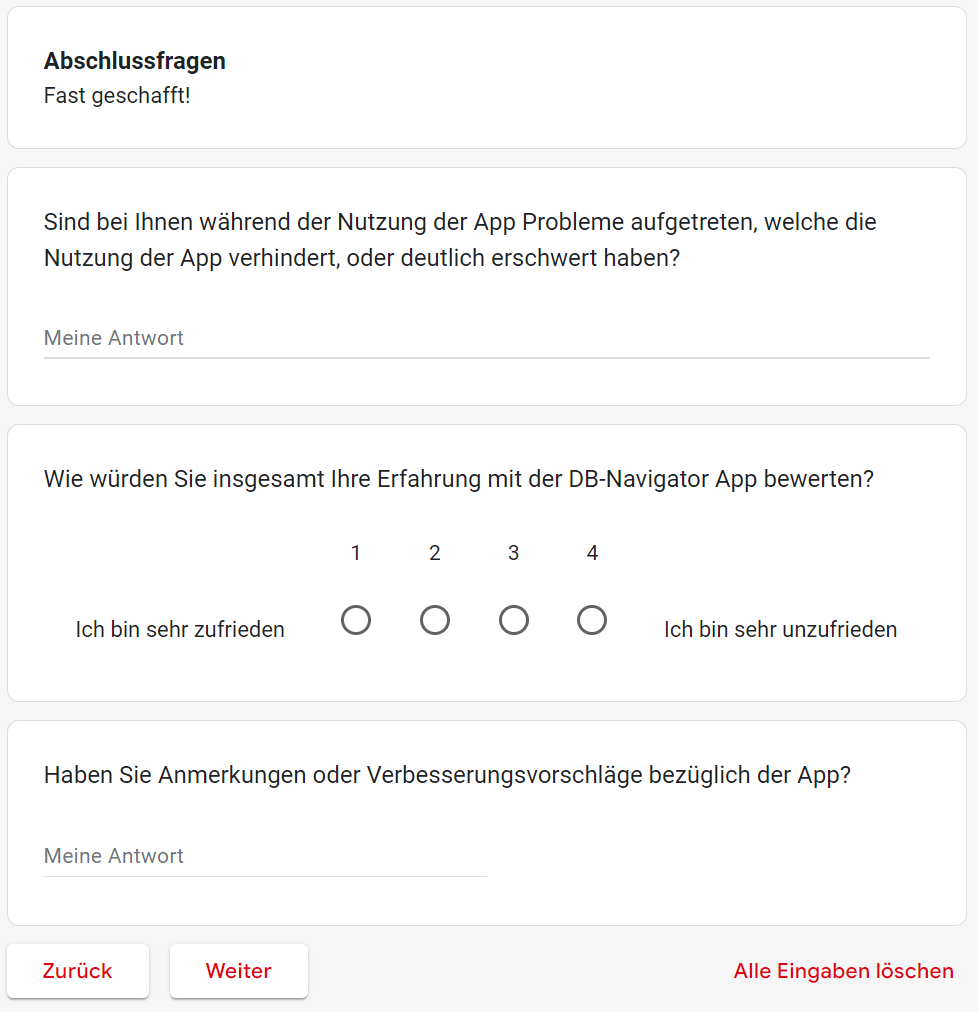 Abschlussfragen
Fast geschafft!
Sind bei Ihnen während der Nutzung der App Probleme aufgetreten, welche die
Nutzung der App verhindert, oder deutlich erschwert haben?
Meine Antwort
Wie würden Sie insgesamt Ihre Erfahrung mit der DB-Navigator App bewerten?
1 2 3 4
Ich bin sehr zufrieden Ich bin sehr unzufrieden
Haben Sie Anmerkungen oder Verbesserungsvorschläge bezüglich der App?
Meine Antwort
Zurück Weiter Alle Eingaben löschen